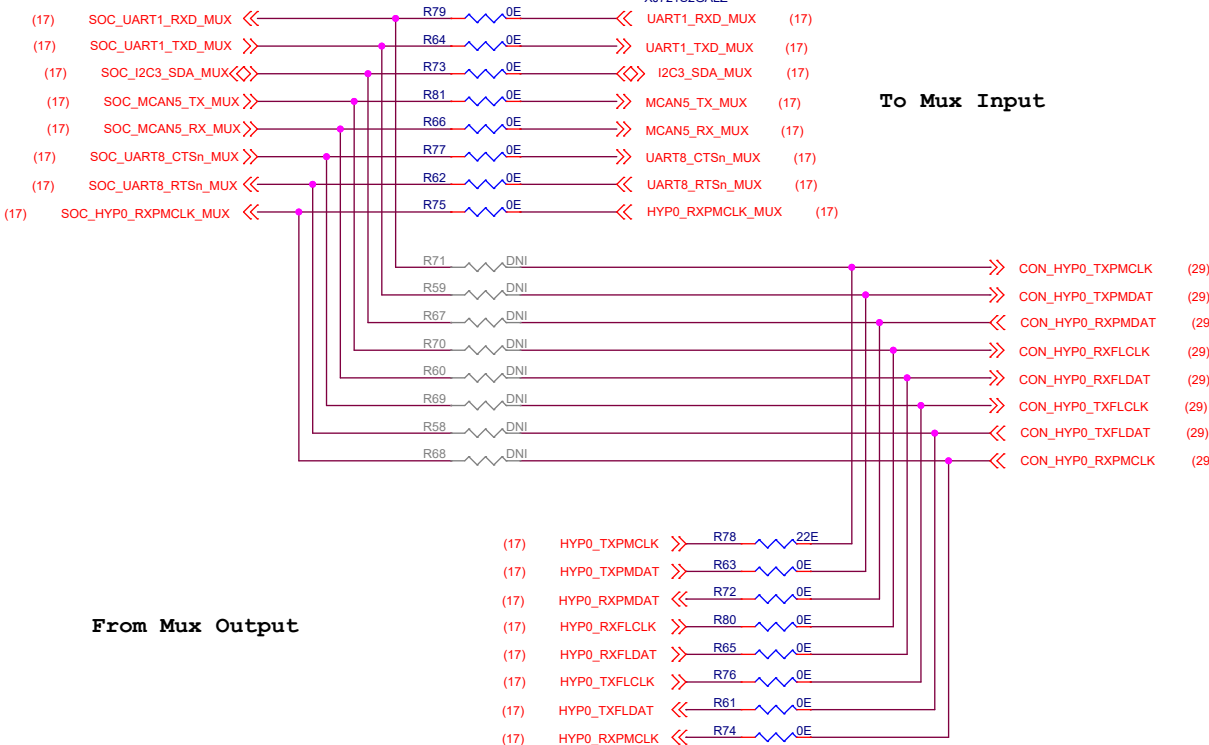 (17) SOC_UART1_RXD_MUX R79 0E UART1_RXD_MUX (17)
(17) SOC_UART1_TXD_MUX R64 0E UART1_TXD_MUX (17)
(17) SOC_I2C3_SDA_MUX R73 0E I2C3_SDA_MUX (17)
(17) SOC_MCAN5_TX_MUX R81 0E MCAN5_TX_MUX (17)
To Mux Input
(17) SOC_MCAN5_RX_MUX R66 0E MCAN5_RX_MUX (17)
(17) SOC_UART8_CTSn_MUX R77 0E UART8_CTSn_MUX (17)
(17) SOC_UART8_RTSn_MUX R62 0E UART8_RTSn_MUX (17)
(17) SOC_HYP0_RXPMCLK_MUX R75 0E HYP0_RXPMCLK_MUX (17)
R71 DNI CON_HYP0_TXPMCLK (29)
R59 DNI CON_HYP0_TXPMDAT (29)
R67 DNI CON_HYP0_RXPMDAT (29
R70 DNI CON_HYP0_RXFLCLK (29)
R60 DNI CON_HYP0_RXFLDAT (29)
R69 DNI CON_HYP0_TXFLCLK (29)
R58 DNI CON_HYP0_TXFLDAT (29)
R68 DNI CON_HYP0_RXPMCLK (29
(17) HYP0_TXPMCLK R78 22E
(17) HYP0_TXPMDAT R63 0E
(17) HYP0_RXPMDAT R72 0E
From Mux Output
(17) HYP0_RXFLCLK R80 0E
(17) HYP0_RXFLDAT R65 0E
(17) HYP0_TXFLCLK R76 0E
(17) HYP0_TXFLDAT R61 0E
(17) HYP0_RXPMCLK R74 0E